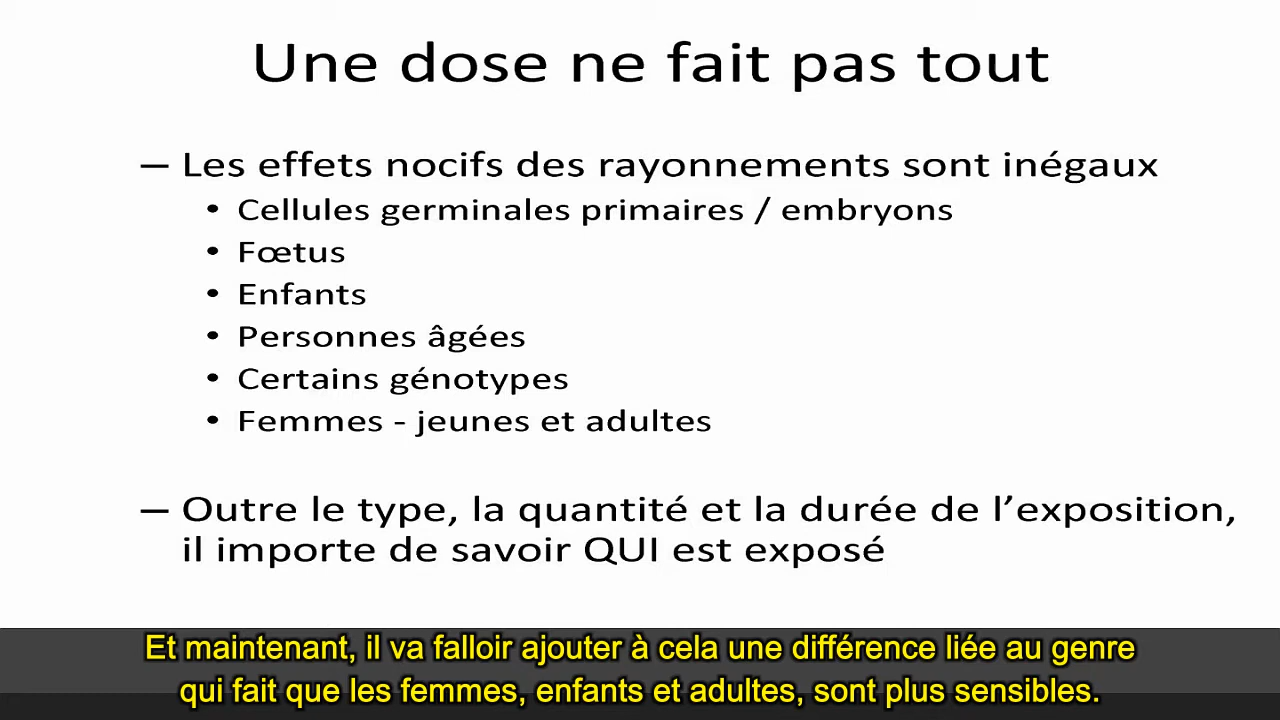 Une dose ne fait pas tout
— Les effets nocifs des rayonnements sont inégaux
• Cellules germinales primaires / embryons
• Fœtus
• Enfants
• Personnes âgées
• Certains génotypes
• Femmes - jeunes et adultes
— Outre le type, la quantité et la durée de l’exposition,
il importe de savoir QUI est exposé
Et maintenant, il va falloir ajouter à cela une différence liée au genre
qui fait que les femmes, enfants et adultes, sont plus sensibles.